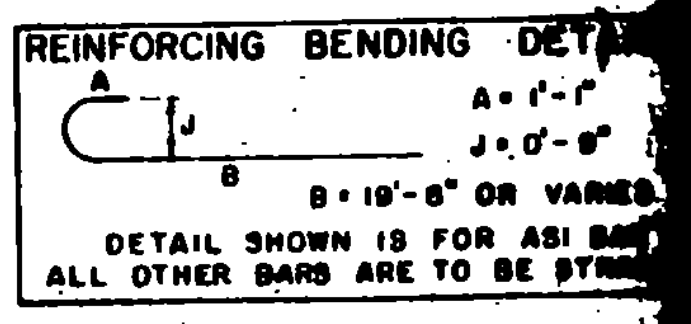 REINFORCING BENDING
A
A = 1'-1"
J
J = 0'-9"
B
B = 19'- OR VARIES
DETAIL SHOWN IS FOR AS1
ALL OTHER BARS ARE TO BE